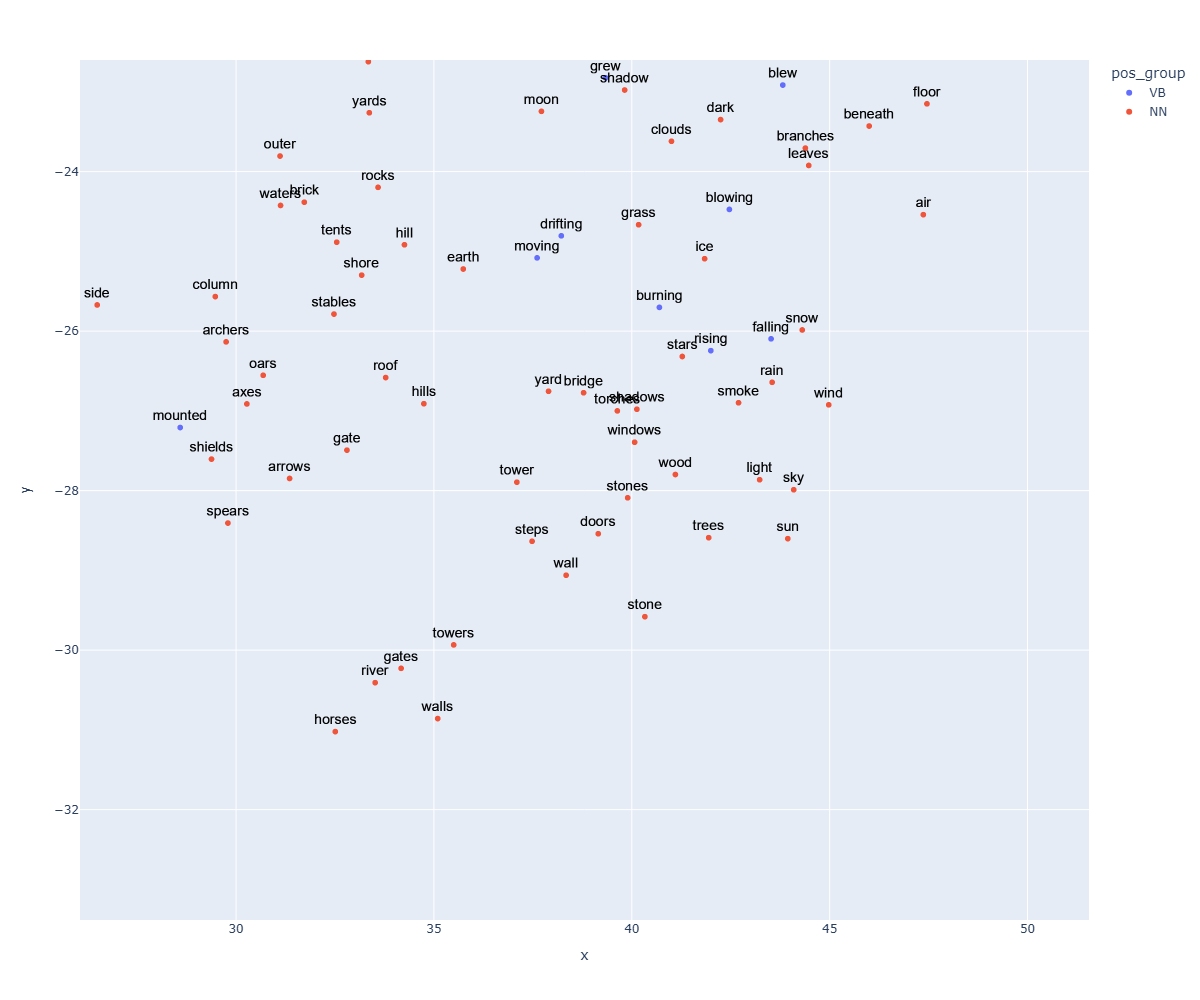 pos_group
VB
NN
grew
shadow
blew
moon
yards
dark
floor
beneath
clouds
branches
leaves
outer
rocks
waters
brick
blowing
air
grass
drifting
tents
hill
moving
ice
earth
shore
column
side
stables
burning
archers
snow
falling
rising
stars
oars
roof
rain
axes
hills
yard
bridge
torches
shadows
smoke
wind
mounted
windows
shields
gate
arrows
tower
wood
light
sky
stones
spears
steps
doors
trees
sun
wall
stone
towers
gates
river
walls
horses
−24
−26
−28
−30
−32
y
30
35
40
45
50
x